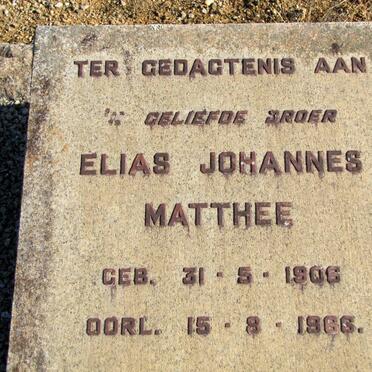 TER GEDAGTENIS AAN
'N GELIEFDE BROER
ELIAS JOHANNES
MATTHEE
GEB. 31-5-1906
OORL. 15-8-1966.